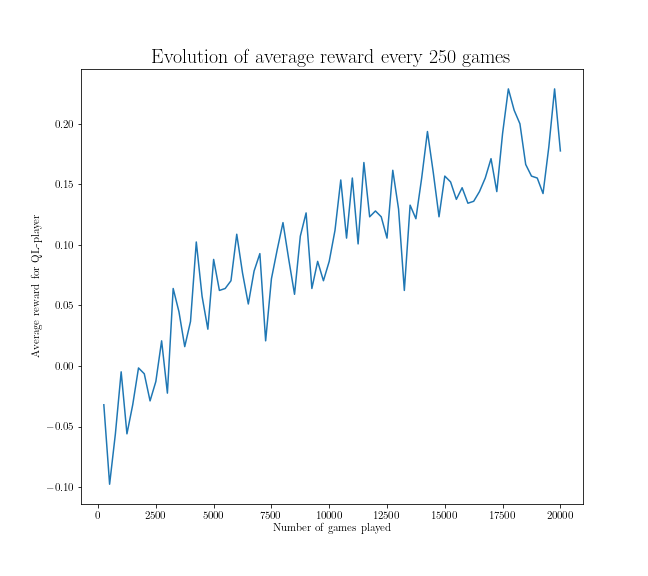 Evolution of average reward every 250 games
Average reward for QL-player
0.20
0.15
0.10
0.05
0.00
−0.05
−0.10
0 2500 5000 7500 10000 12500 15000 17500 20000
Number of games played